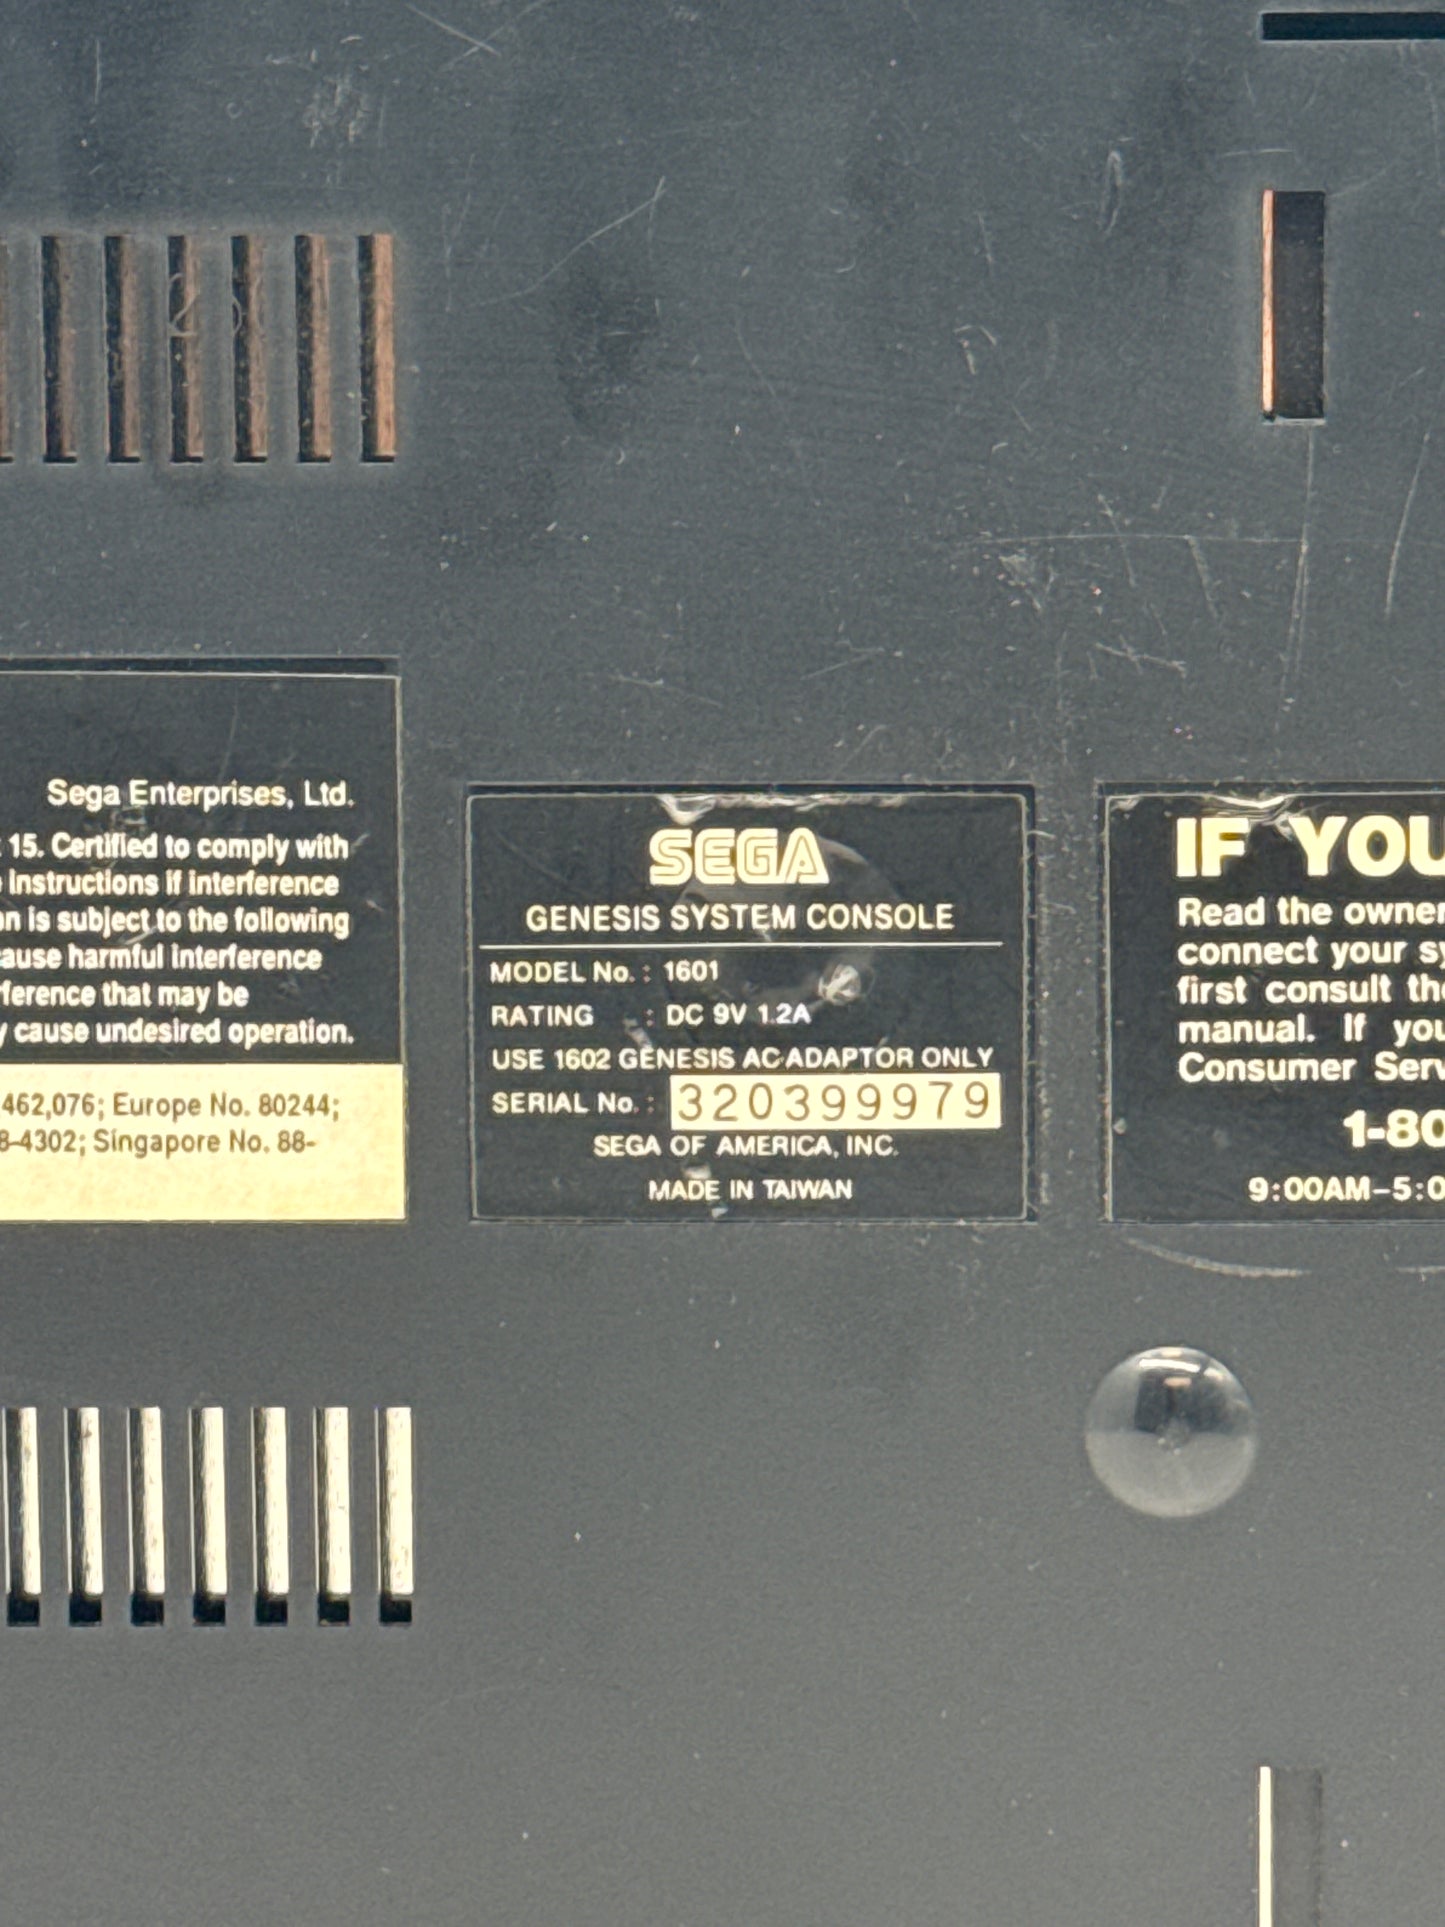 Sega Enterprises, Ltd.
15. Certified to comply with
Instructions if interference
is subject to the following
cause harmful interference
that may be
cause undesired operation.
462,076; Europe No. 80244;
8-4302; Singapore No. 88-
SEGA
GENESIS SYSTEM CONSOLE
MODEL No. : 1601
RATING : DC 9V 1.2A
USE 1602 GENESIS AC ADAPTOR ONLY
SERIAL No. : 320399979
SEGA OF AMERICA, INC.
MADE IN TAIWAN
IF YOU
Read the owner
connect your sy
first consult the
manual. If you
Consumer Serv
1-80
9:00AM–5:0